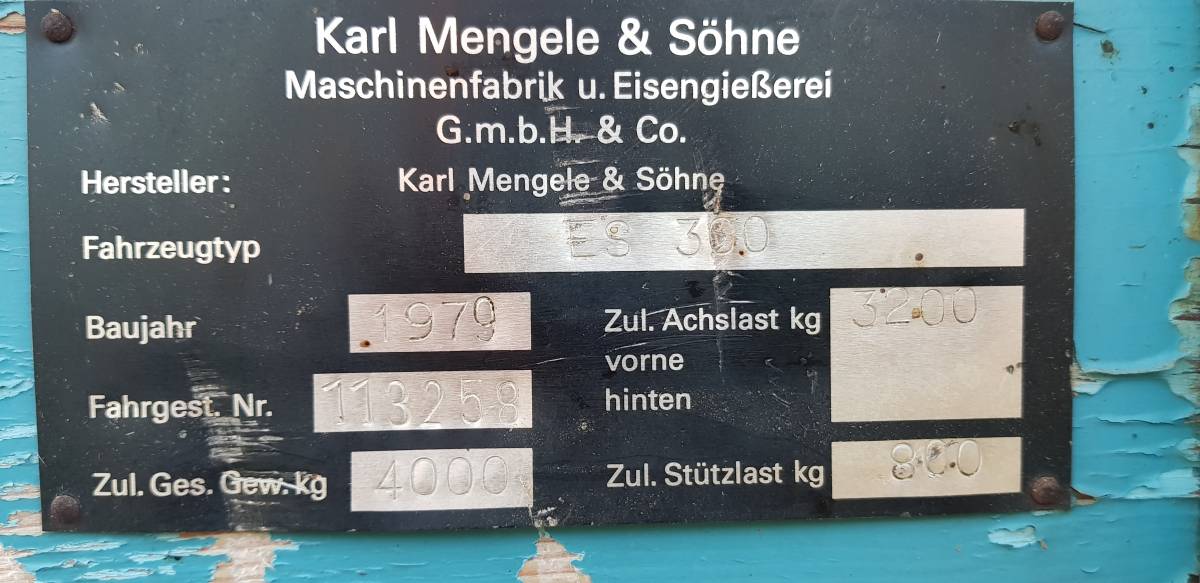 Karl Mengele & Söhne
Maschinenfabrik u. Eisengießerei
G.m.b.H. & Co.
Hersteller: Karl Mengele & Söhne
Fahrzeugtyp ES 300
Baujahr 1979 Zul. Achslast kg 3200
vorne
hinten
Fahrgest. Nr. 113258
Zul. Ges. Gew. kg 4000 Zul. Stützlast kg 800